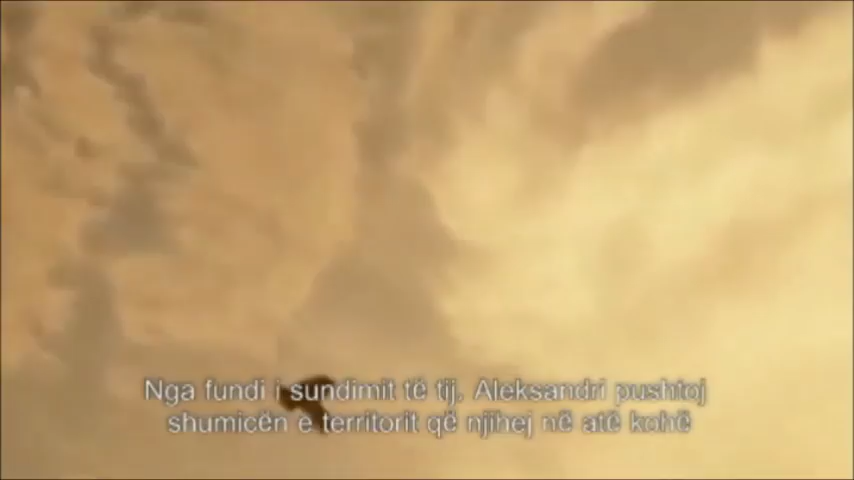 Nga fundi i sundimit të tij, Aleksandri pushtoj
shumicën e territorit që njihej në atë kohë